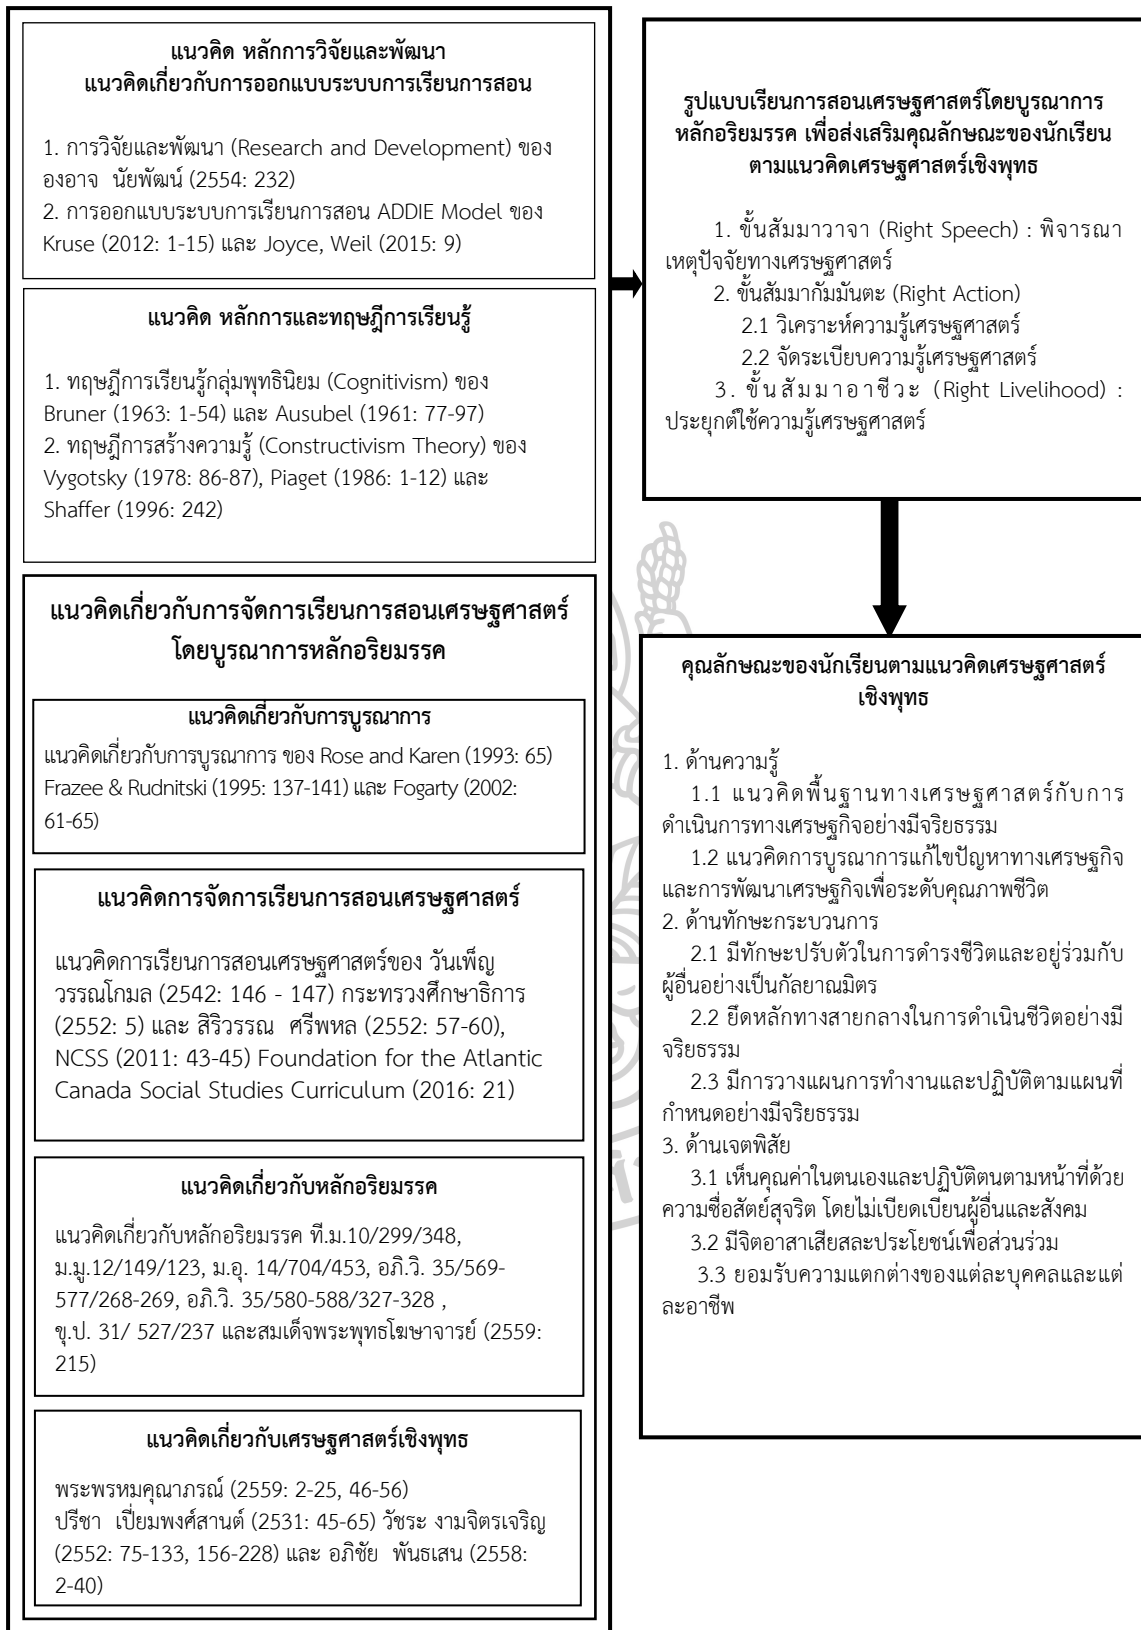 แนวคิด หลักการวิจัยและพัฒนา
แนวคิดเกี่ยวกับการออกแบบระบบการเรียนการสอน
1. การวิจัยและพัฒนา (Research and Development) ของ
องอาจ นัยพัฒน์ (2554: 232)
2. การออกแบบระบบการเรียนการสอน ADDIE Model ของ
Kruse (2012: 1-15) และ Joyce, Weil (2015: 9)
แนวคิด หลักการและทฤษฎีการเรียนรู้
1. ทฤษฎีการเรียนรู้กลุ่มพุทธินิยม (Cognitivism) ของ
Bruner (1963: 1-54) และ Ausubel (1961: 77-97)
2. ทฤษฎีการสร้างความรู้ (Constructivism Theory) ของ
Vygotsky (1978: 86-87), Piaget (1986: 1-12) และ
Shaffer (1996: 242)
แนวคิดเกี่ยวกับการจัดการเรียนการสอนเศรษฐศาสตร์
โดยบูรณาการหลักอริยมรรค
แนวคิดเกี่ยวกับการบูรณาการ
แนวคิดเกี่ยวกับการบูรณาการ ของ Rose and Karen (1993: 65)
Frazee & Rudnitski (1995: 137-141) และ Fogarty (2002:
61-65)
แนวคิดการจัดการเรียนการสอนเศรษฐศาสตร์
แนวคิดการเรียนการสอนเศรษฐศาสตร์ของ วันเพ็ญ
วรรณโกมล (2542: 146 - 147) กระทรวงศึกษาธิการ
(2552: 5) และ สิริวรรณ ศรีพหล (2552: 57-60),
NCSS (2011: 43-45) Foundation for the Atlantic
Canada Social Studies Curriculum (2016: 21)
แนวคิดเกี่ยวกับหลักอริยมรรค
แนวคิดเกี่ยวกับหลักอริยมรรค ที.ม.10/299/348,
ม.มู.12/149/123, ม.อุ. 14/704/453, อภิ.วิ. 35/569-
577/268-269, อภิ.วิ. 35/580-588/327-328 ,
ขุ.ป. 31/ 527/237 และสมเด็จพระพุทธโฆษาจารย์ (2559:
215)
แนวคิดเกี่ยวกับเศรษฐศาสตร์เชิงพุทธ
พระพรหมคุณาภรณ์ (2559: 2-25, 46-56)
ปรีชา เปี่ยมพงศ์สานต์ (2531: 45-65) วัชระ งามจิตรเจริญ
(2552: 75-133, 156-228) และ อภิชัย พันธเสน (2558:
2-40)
รูปแบบเรียนการสอนเศรษฐศาสตร์โดยบูรณาการ
หลักอริยมรรค เพื่อส่งเสริมคุณลักษณะของนักเรียน
ตามแนวคิดเศรษฐศาสตร์เชิงพุทธ
1. ขั้นสัมมาวาจา (Right Speech) : พิจารณา
เหตุปัจจัยทางเศรษฐศาสตร์
2. ขั้นสัมมากัมมันตะ (Right Action)
2.1 วิเคราะห์ความรู้เศรษฐศาสตร์
2.2 จัดระเบียบความรู้เศรษฐศาสตร์
3. ขั้นสัมมาอาชีวะ (Right Livelihood) :
ประยุกต์ใช้ความรู้เศรษฐศาสตร์
คุณลักษณะของนักเรียนตามแนวคิดเศรษฐศาสตร์
เชิงพุทธ
1. ด้านความรู้
1.1 แนวคิดพื้นฐานทางเศรษฐศาสตร์กับการ
ดำเนินการทางเศรษฐกิจอย่างมีจริยธรรม
1.2 แนวคิดการบูรณาการแก้ไขปัญหาทางเศรษฐกิจ
และการพัฒนาเศรษฐกิจเพื่อระดับคุณภาพชีวิต
2. ด้านทักษะกระบวนการ
2.1 มีทักษะปรับตัวในการดำรงชีวิตและอยู่ร่วมกับ
ผู้อื่นอย่างเป็นกัลยาณมิตร
2.2 ยึดหลักทางสายกลางในการดำเนินชีวิตอย่างมี
จริยธรรม
2.3 มีการวางแผนการทำงานและปฏิบัติตามแผนที่
กำหนดอย่างมีจริยธรรม
3. ด้านเจตพิสัย
3.1 เห็นคุณค่าในตนเองและปฏิบัติตนตามหน้าที่ด้วย
ความซื่อสัตย์สุจริต โดยไม่เบียดเบียนผู้อื่นและสังคม
3.2 มีจิตอาสาเสียสละประโยชน์เพื่อส่วนร่วม
3.3 ยอมรับความแตกต่างของแต่ละบุคคลและแต่
ละอาชีพ